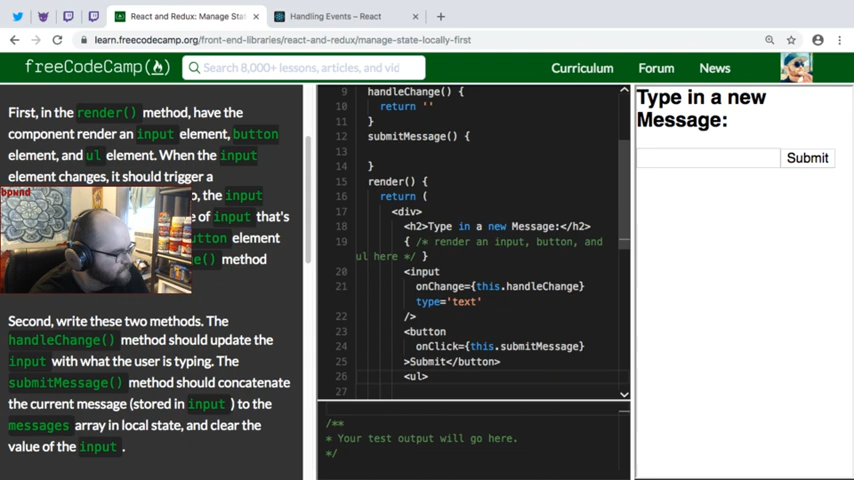 React and Redux: Manage Stat
Handling Events – React
learn.freecodecamp.org/front-end-libraries/react-and-redux/manage-state-locally-first
freeCodeCamp
Search 8,000+ lessons, articles, and vid
Curriculum
Forum
News
First, in the render() method, have the
component render an input element, button
element, and ul element. When the input
element changes, it should trigger a
o, the input
e of input that's
utton element
e() method
bpwnd
Second, write these two methods. The
handleChange() method should update the
input with what the user is typing. The
submitMessage() method should concatenate
the current message (stored in input ) to the
messages array in local state, and clear the
value of the input .
9 handleChange() {
10 return ''
11 }
12 submitMessage() {
13
14 }
15 render() {
16 return (
17 <div>
18 <h2>Type in a new Message:</h2>
19 { /* render an input, button, and
ul here */ }
20 <input
21 onChange={this.handleChange}
type='text'
22 />
23 <button
24 onClick={this.submitMessage}
25 >Submit</button>
26 <ul>
27
/**
* Your test output will go here.
*/
Type in a new
Message:
Submit